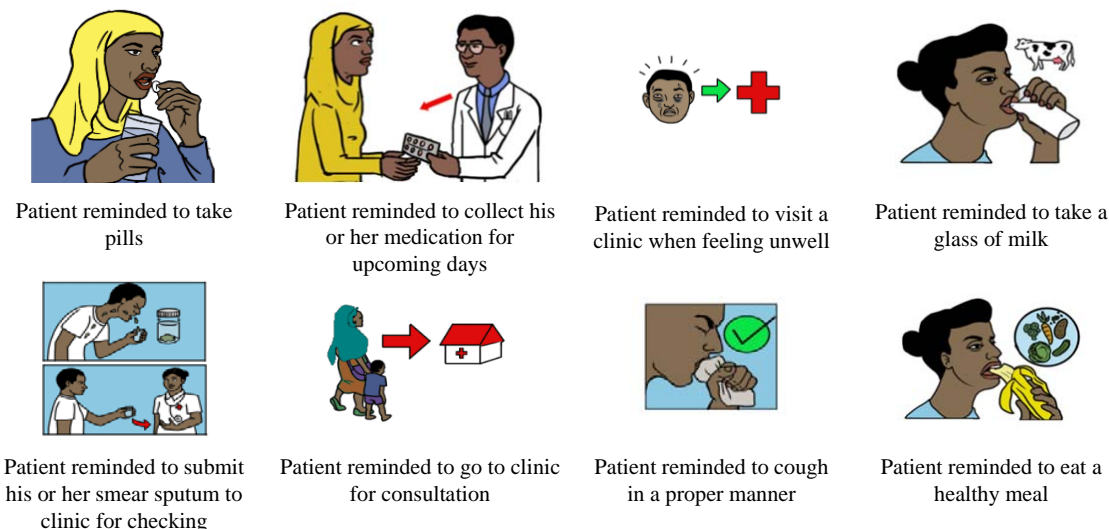 Patient reminded to take
pills
Patient reminded to collect his
or her medication for
upcoming days
Patient reminded to visit a
clinic when feeling unwell
Patient reminded to take a
glass of milk
Patient reminded to submit
his or her smear sputum to
clinic for checking
Patient reminded to go to clinic
for consultation
Patient reminded to cough
in a proper manner
Patient reminded to eat a
healthy meal